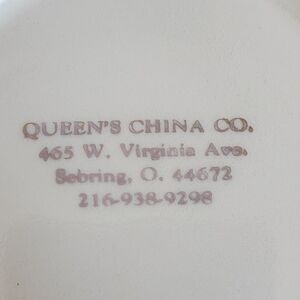 QUEEN'S CHINA CO.
465 W. Virginia Ave.
Sebring, O. 44672
216-938-9298